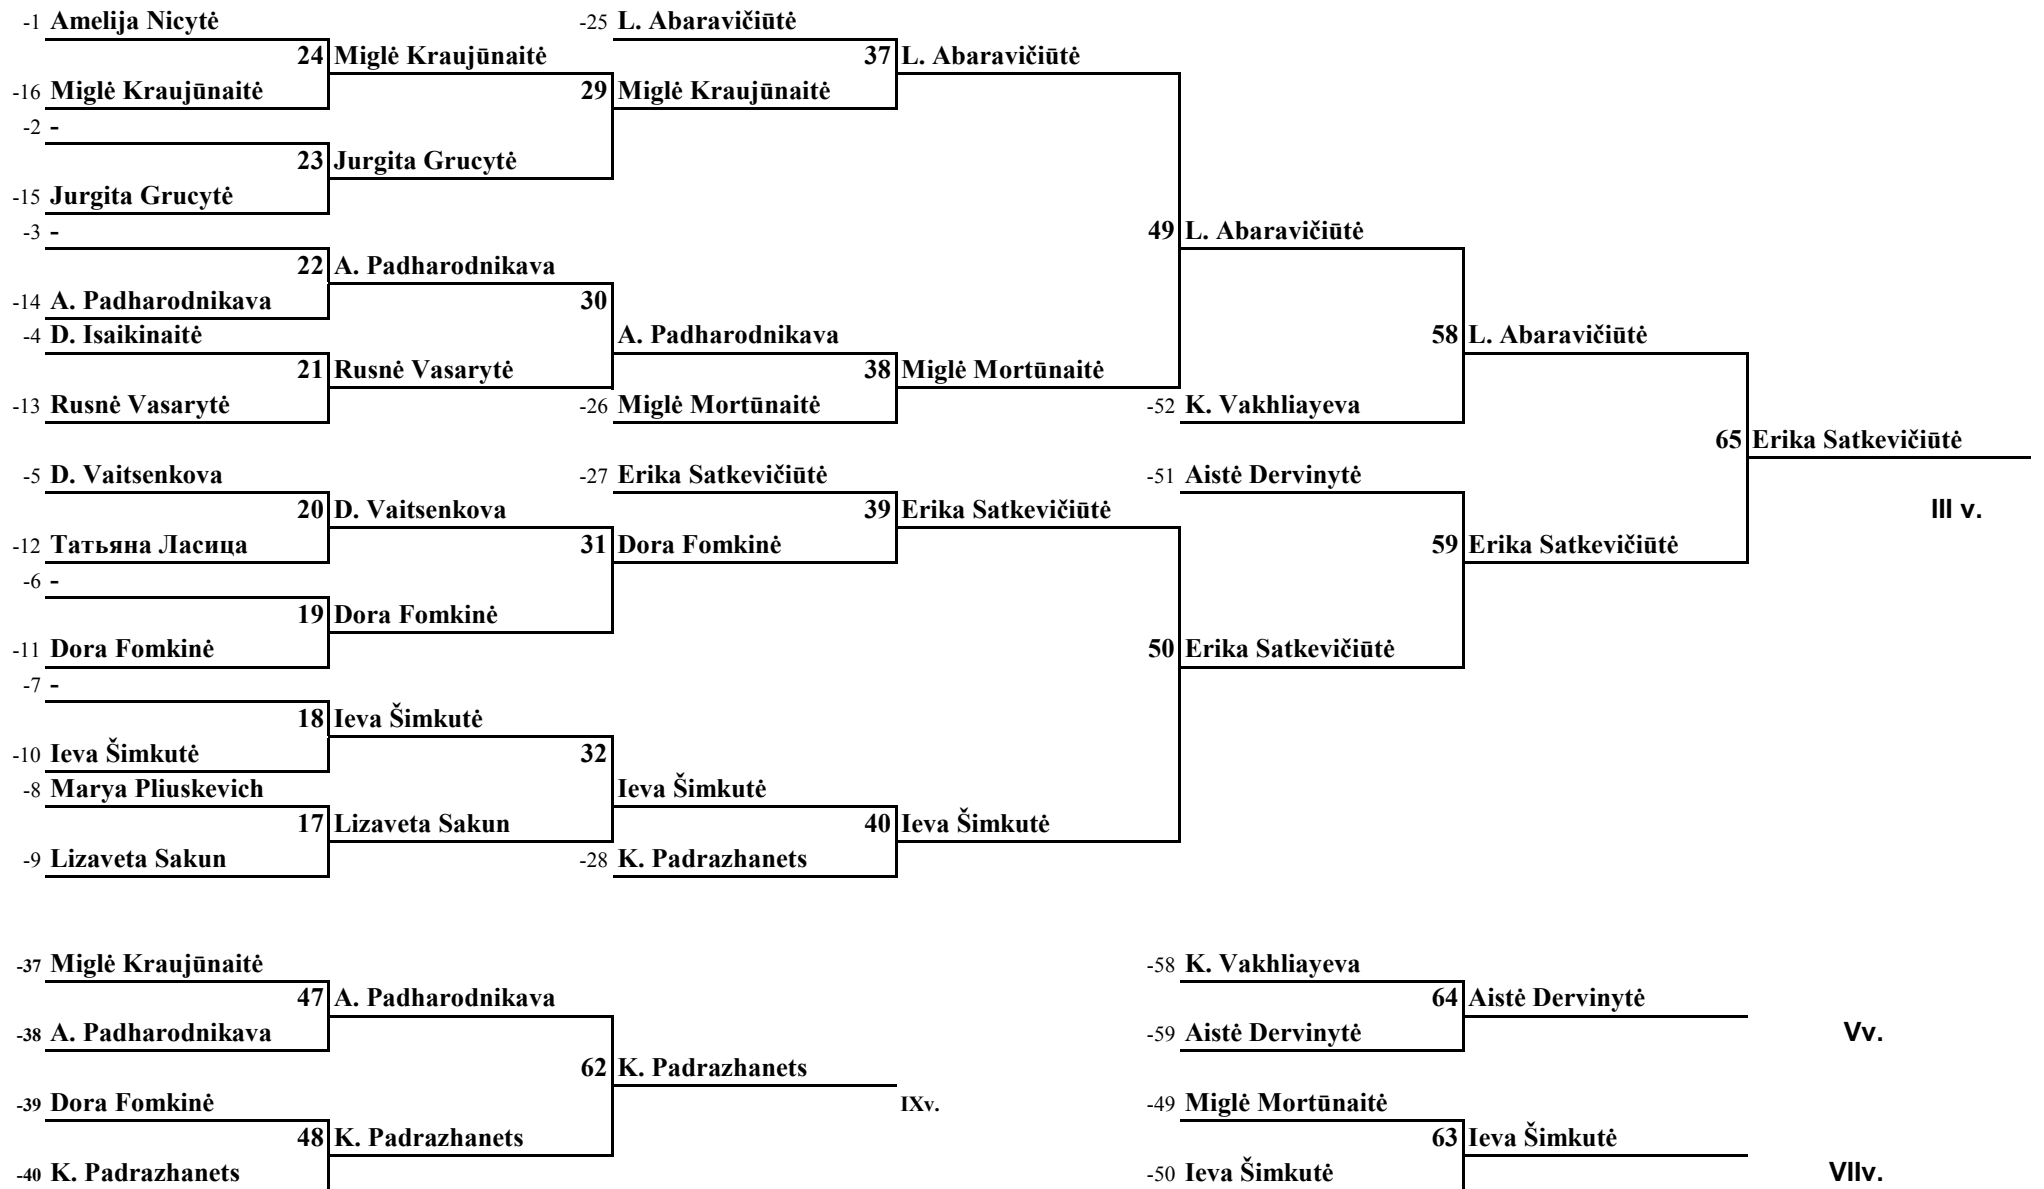 -1 Amelija Nicytė -25 L. Abaravičiūtė
24 Miglė Kraujūnaitė 37 L. Abaravičiūtė
-16 Miglė Kraujūnaitė 29 Miglė Kraujūnaitė
-2 -
23 Jurgita Grucytė
-15 Jurgita Grucytė
-3 - 49 L. Abaravičiūtė
22 A. Padharodnikava
-14 A. Padharodnikava 30
-4 D. Isaikinaitė A. Padharodnikava 58 L. Abaravičiūtė
21 Rusnė Vasarytė 38 Miglė Mortūnaitė
-13 Rusnė Vasarytė -26 Miglė Mortūnaitė -52 K. Vakhliayeva
65 Erika Satkevičiūtė
-5 D. Vaitsenkova -27 Erika Satkevičiūtė -51 Aistė Dervinytė
20 D. Vaitsenkova 39 Erika Satkevičiūtė III v.
-12 Татьяна Ласица 31 Dora Fomkinė 59 Erika Satkevičiūtė
-6 -
19 Dora Fomkinė
-11 Dora Fomkinė 50 Erika Satkevičiūtė
-7 -
18 Ieva Šimkutė
-10 Ieva Šimkutė 32
-8 Marya Pliuskevich Ieva Šimkutė
17 Lizaveta Sakun 40 Ieva Šimkutė
-9 Lizaveta Sakun -28 K. Padrazhanets
-37 Miglė Kraujūnaitė -58 K. Vakhliayeva
47 A. Padharodnikava 64 Aistė Dervinytė
-38 A. Padharodnikava -59 Aistė Dervinytė Vv.
62 K. Padrazhanets
-39 Dora Fomkinė IXv. -49 Miglė Mortūnaitė
48 K. Padrazhanets 63 Ieva Šimkutė
-40 K. Padrazhanets -50 Ieva Šimkutė VIIv.